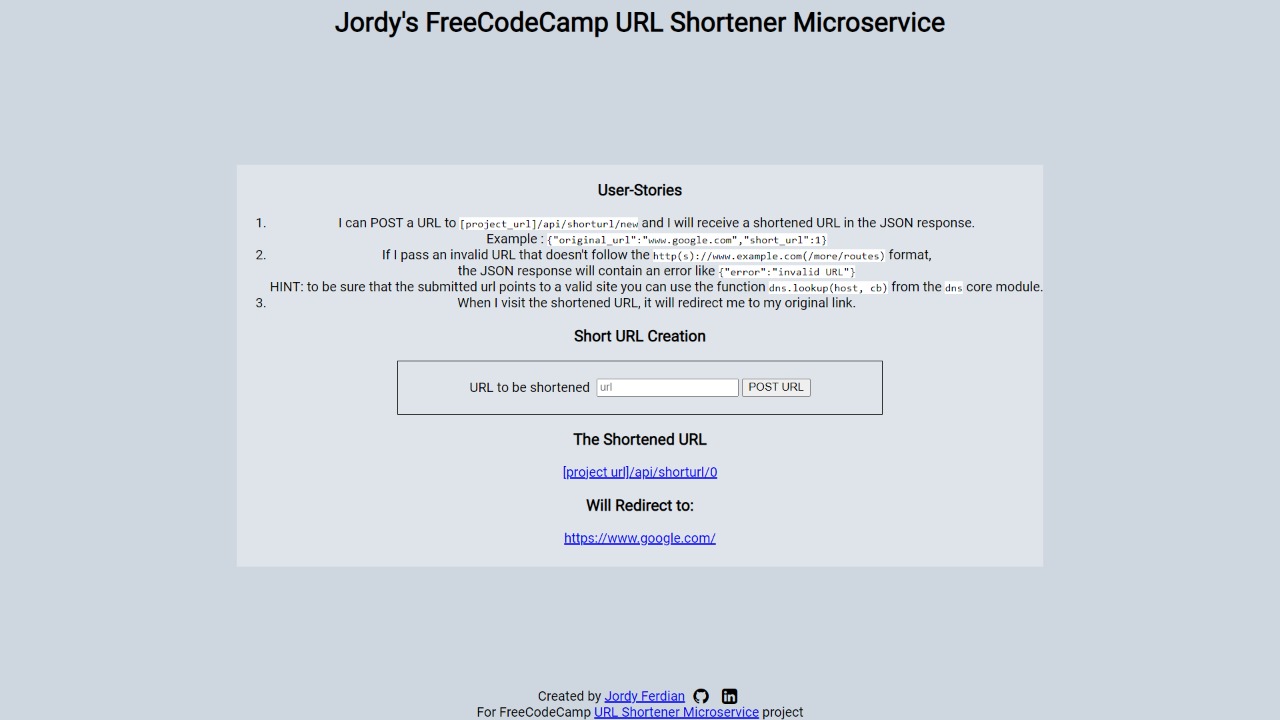 Jordy's FreeCodeCamp URL Shortener Microservice
User-Stories
1. I can POST a URL to [project_url]/api/shorturl/new and I will receive a shortened URL in the JSON response.
Example : {"original_url":"www.google.com","short_url":1}
2. If I pass an invalid URL that doesn't follow the http(s)://www.example.com(/more/routes) format,
the JSON response will contain an error like {"error":"invalid URL"}
HINT: to be sure that the submitted url points to a valid site you can use the function dns.lookup(host, cb) from the dns core module.
3. When I visit the shortened URL, it will redirect me to my original link.
Short URL Creation
URL to be shortened url POST URL
The Shortened URL
[project url]/api/shorturl/0
Will Redirect to:
https://www.google.com/
Created by Jordy Ferdian in
For FreeCodeCamp URL Shortener Microservice project